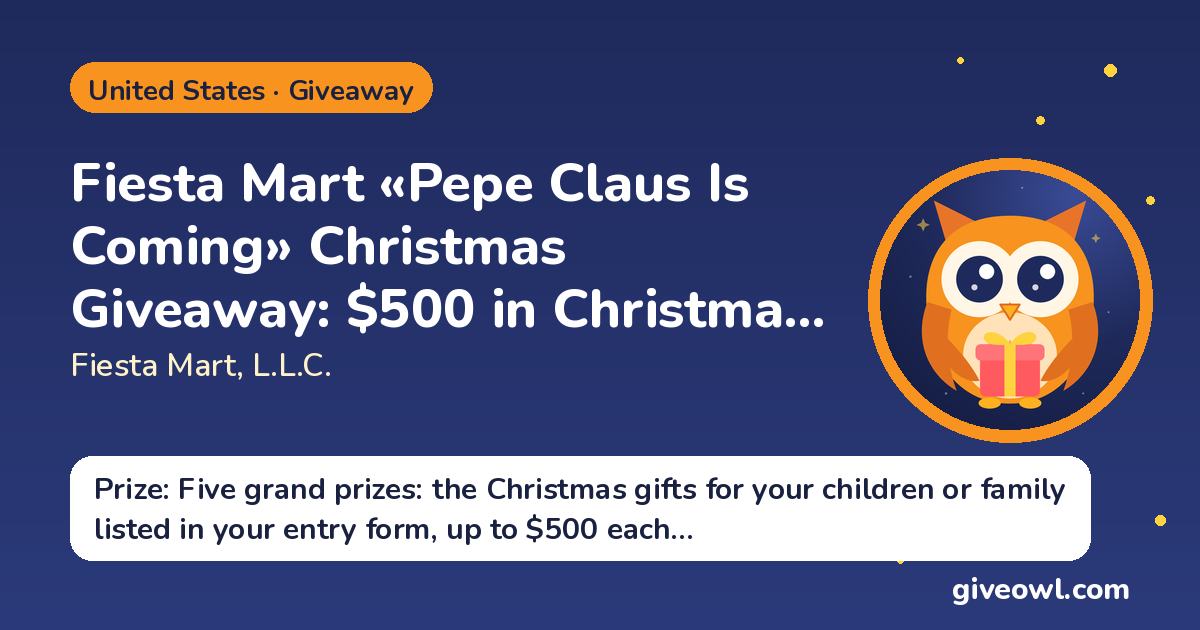 United States · Giveaway
Fiesta Mart «Pepe Claus Is
Coming» Christmas
Giveaway: $500 in Christma...
Fiesta Mart, L.L.C.
Prize: Five grand prizes: the Christmas gifts for your children or family
listed in your entry form, up to $500 each...
giveowl.com